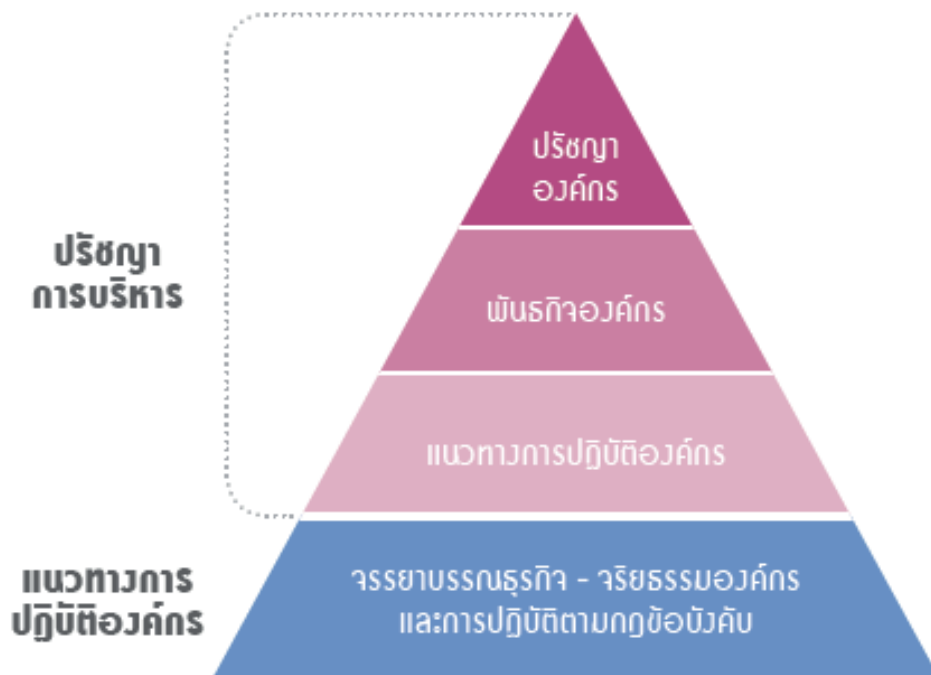 ปรัชญา
องค์กร
ปรัชญา
การบริหาร
พันธกิจองค์กร
แนวทางการปฏิบัติองค์กร
แนวทางการ
ปฏิบัติองค์กร
จรรยาบรรณธุรกิจ - จริยธรรมองค์กร
และการปฏิบัติตามกฎข้อบังคับ